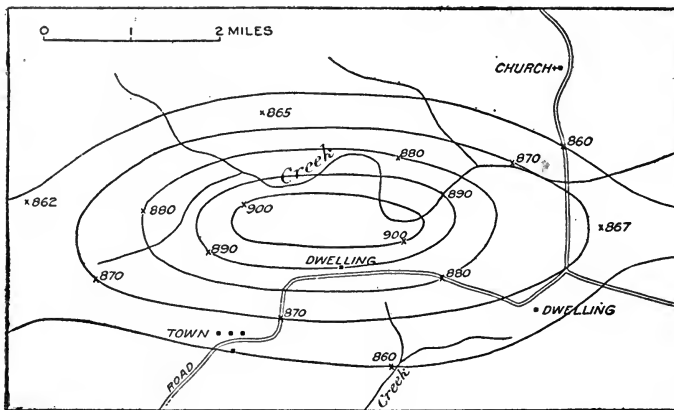 0 1 2 MILES
CHURCH
865
860
880
870
Creek
862
880
900
890
867
900
890
DWELLING
870
880
DWELLING
870
TOWN
860
ROAD
Creek